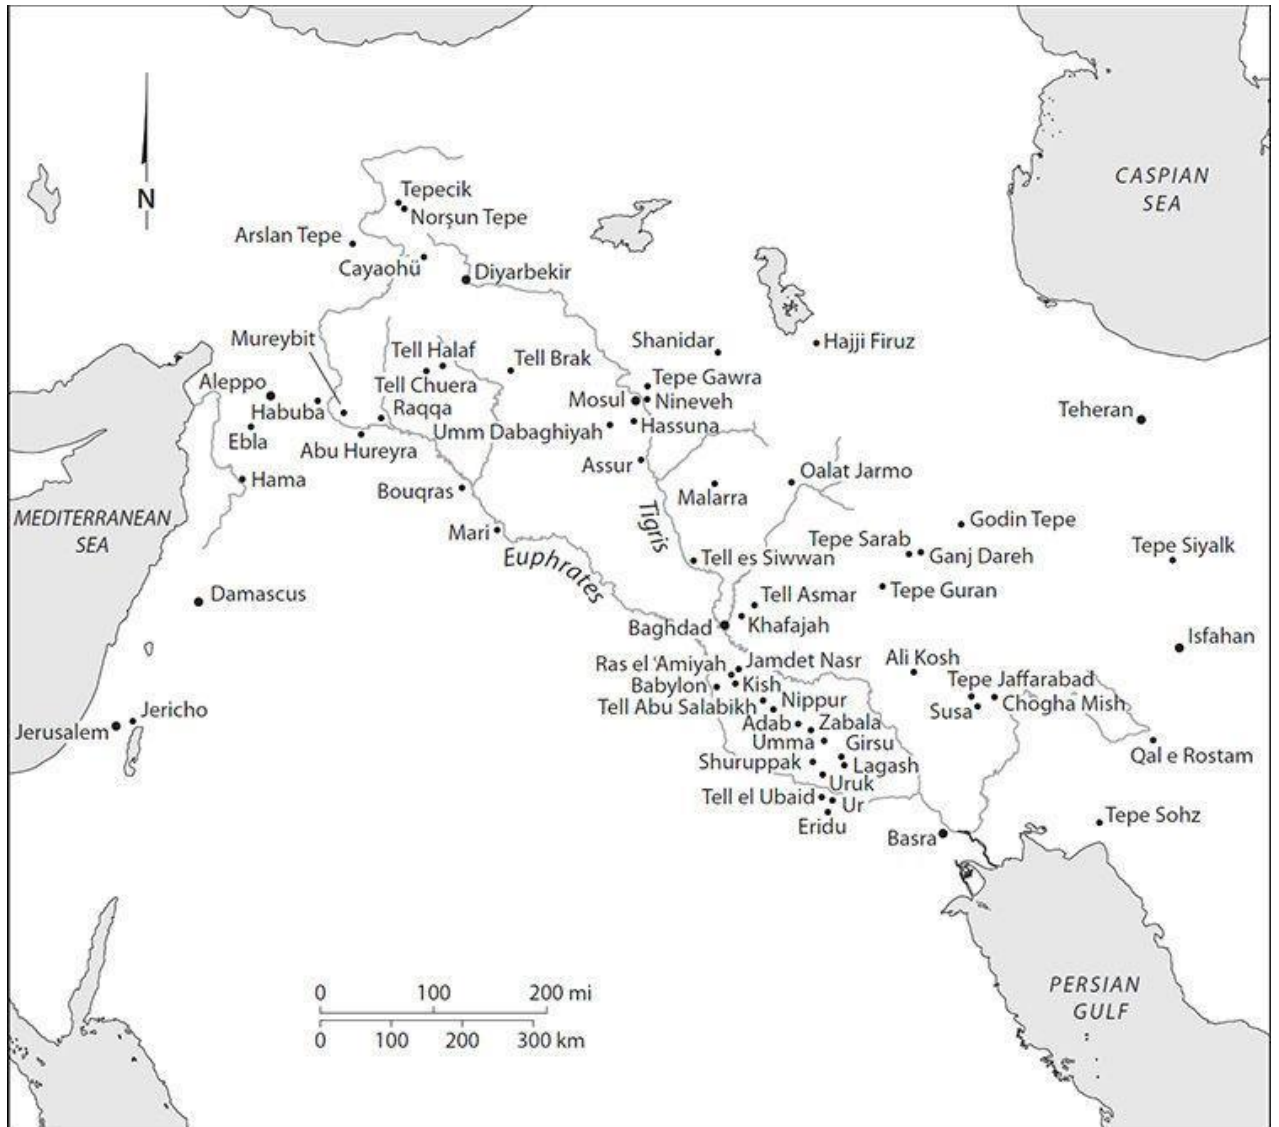 CASPIAN
SEA
N
Tepecik
Norşun Tepe
Arslan Tepe
Cayaohü
Diyarbekir
Mureybit
Shanidar
Hajji Firuz
Tell Halaf
Tell Brak
Tell Chuera
Tepe Gawra
Aleppo
Mosul
Nineveh
Habuba
Raqqa
Teheran
Ebla
Umm Dabaghiyah
Hassuna
Abu Hureyra
Assur
Oalat Jarmo
Hama
Bouqras
Malarra
MEDITERRANEAN
SEA
Mari
Tigris
Godin Tepe
Tepe Sarab
Ganj Dareh
Tepe Siyalk
Euphrates
Tell es Siwwan
Tepe Guran
Damascus
Tell Asmar
Baghdad
Khafajah
Isfahan
Ras el ‘Amiyah
Jamdet Nasr
Ali Kosh
Babylon
Kish
Tepe Jaffarabad
Tell Abu Salabikh
Nippur
Susa
Chogha Mish
Jericho
Jerusalem
Adab
Zabala
Umma
Girsu
Qal e Rostam
Shuruppak
Lagash
Uruk
Tell el Ubaid
Ur
Eridu
Basra
Tepe Sohz
PERSIAN
GULF
0 100 200 mi
0 100 200 300 km